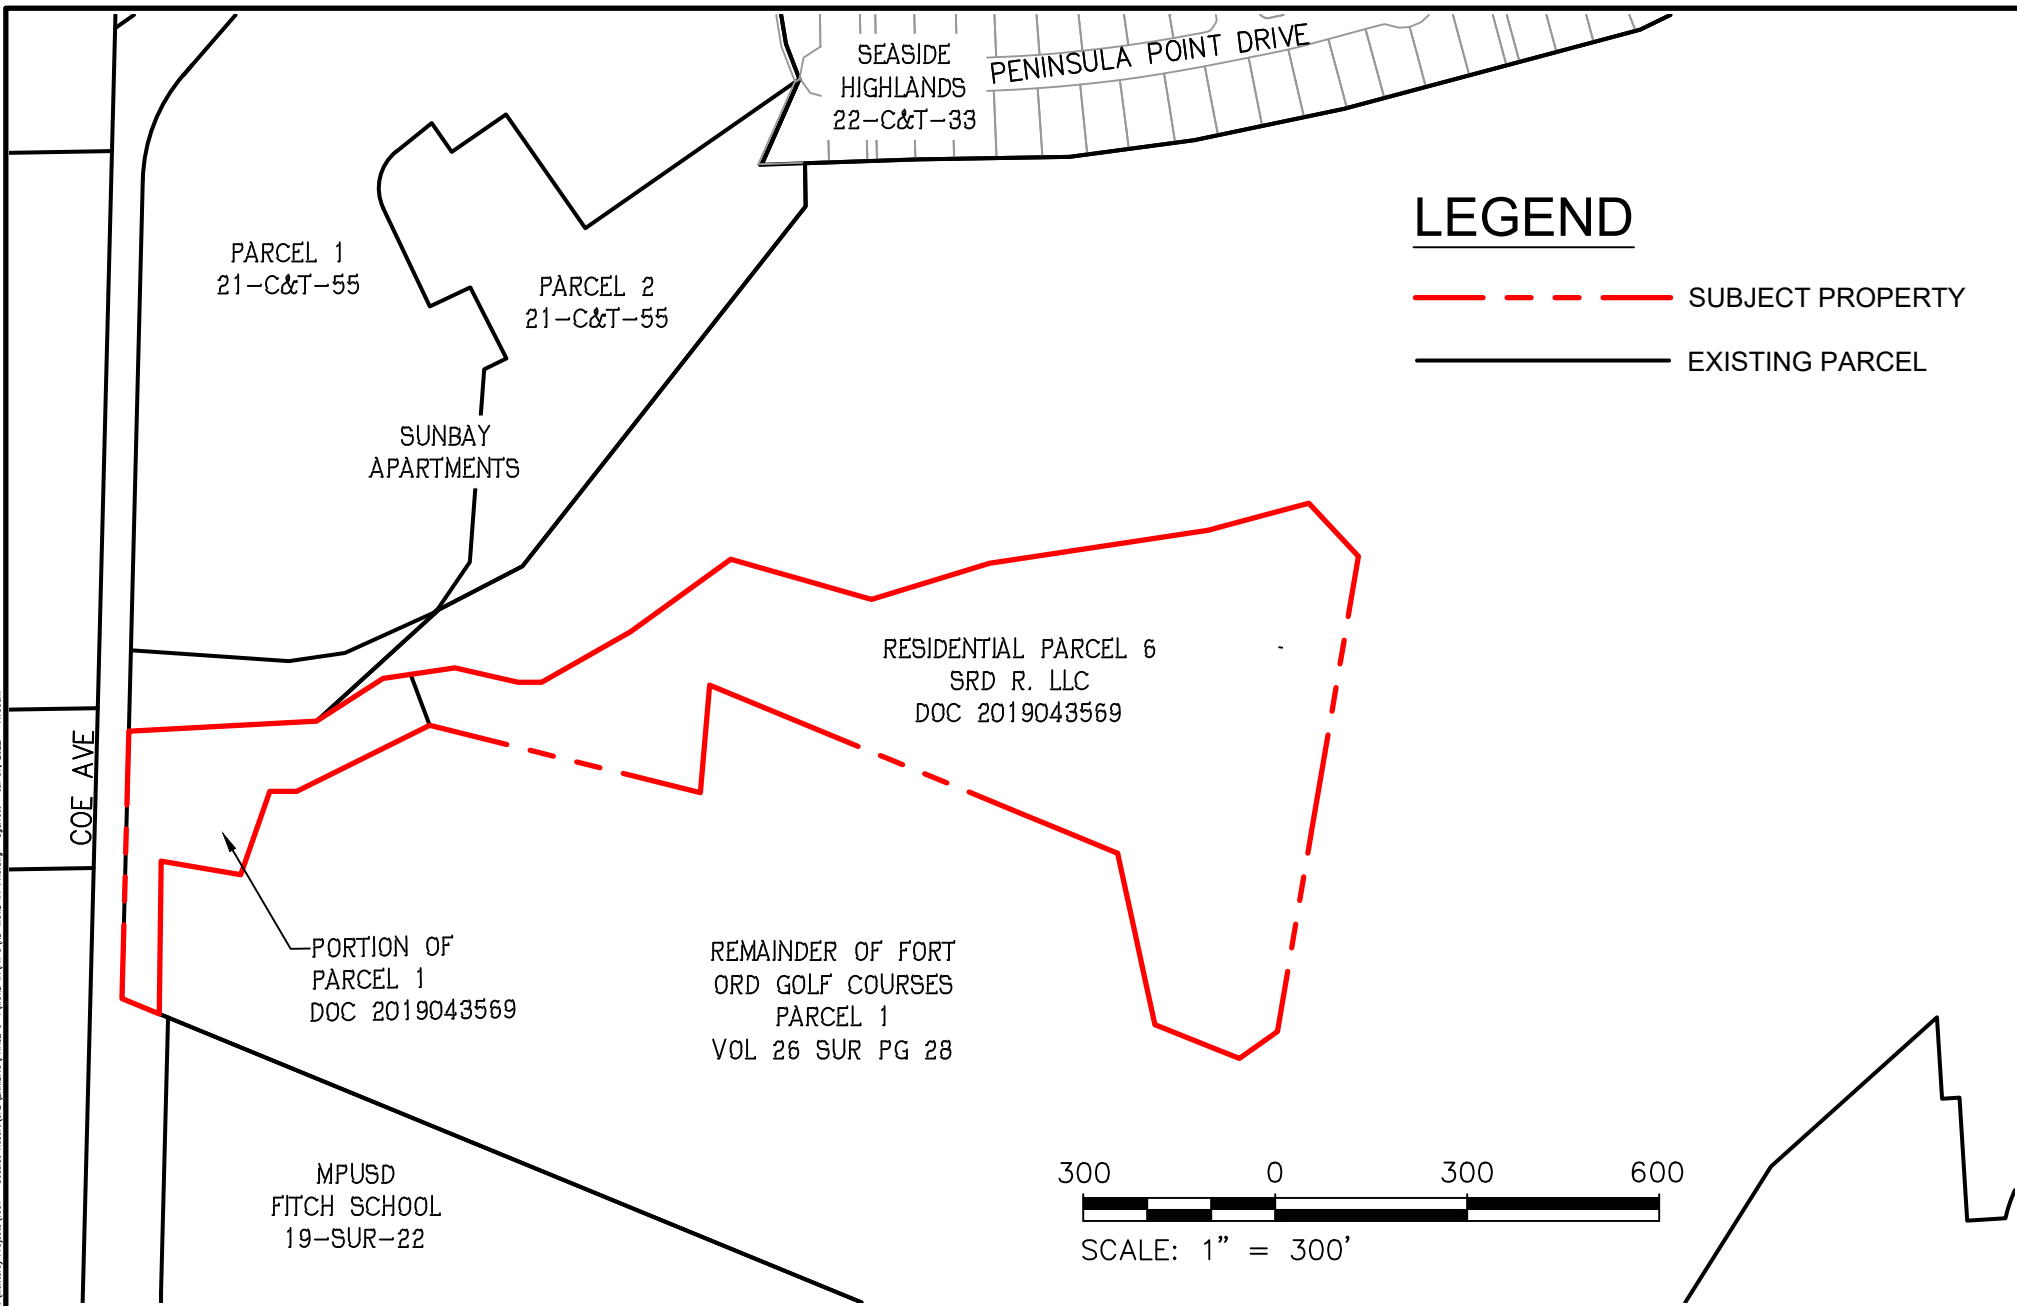 SEASIDE
HIGHLANDS
22-C&T-33
PENINSULA POINT DRIVE
LEGEND
SUBJECT PROPERTY
EXISTING PARCEL
PARCEL 1
21-C&T-55
PARCEL 2
21-C&T-55
SUNBAY
APARTMENTS
RESIDENTIAL PARCEL 6
SRD R. LLC
DOC 2019043569
COE AVE
PORTION OF
PARCEL 1
DOC 2019043569
REMAINDER OF FORT
ORD GOLF COURSES
PARCEL 1
VOL 26 SUR PG 28
MPUSD
FITCH SCHOOL
19-SUR-22
300 0 300 600
SCALE: 1" = 300'